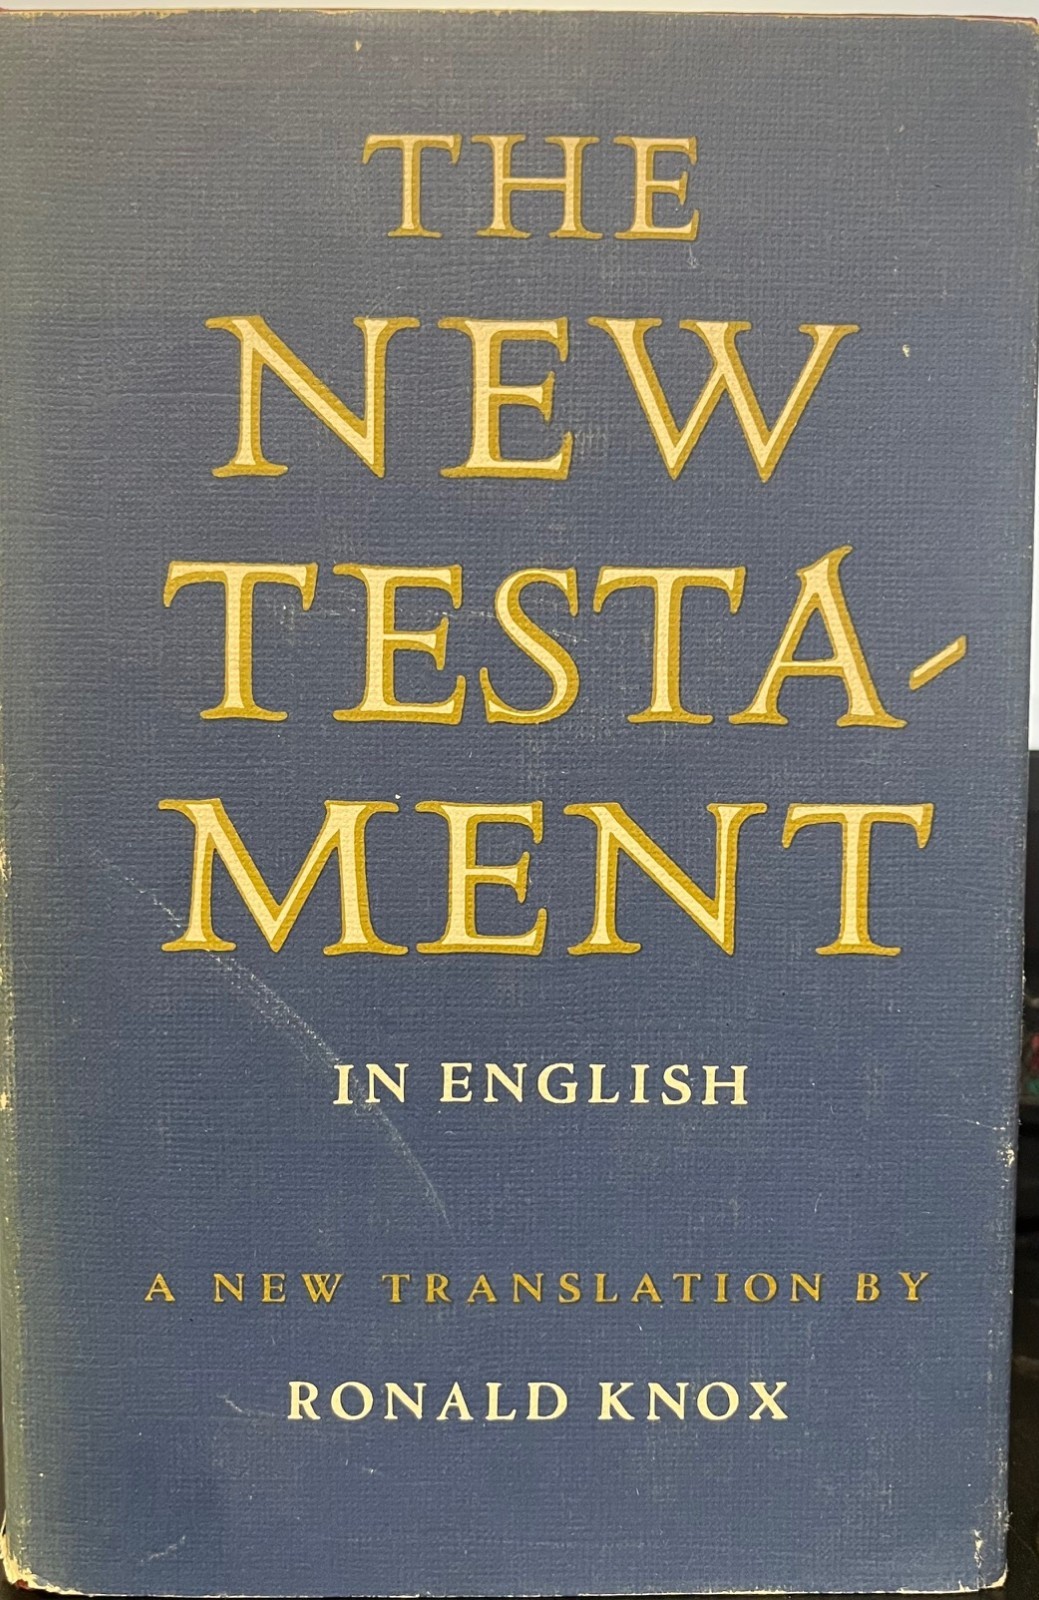 THE
NEW
TESTA-
MENT
IN ENGLISH
A NEW TRANSLATION BY
RONALD KNOX